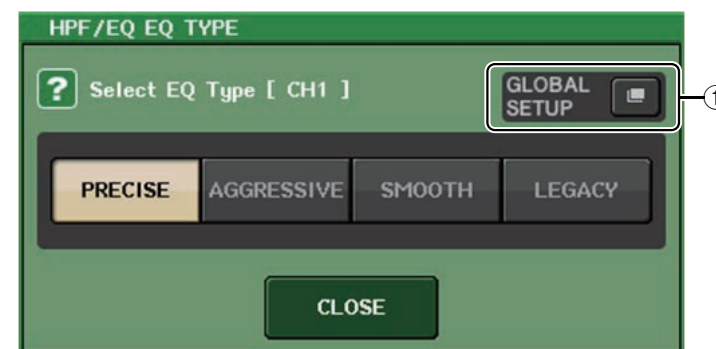 HPF/EQ EQ TYPE
? Select EQ Type [ CH1 ]
GLOBAL
SETUP
①
PRECISE AGGRESSIVE SMOOTH LEGACY
CLOSE